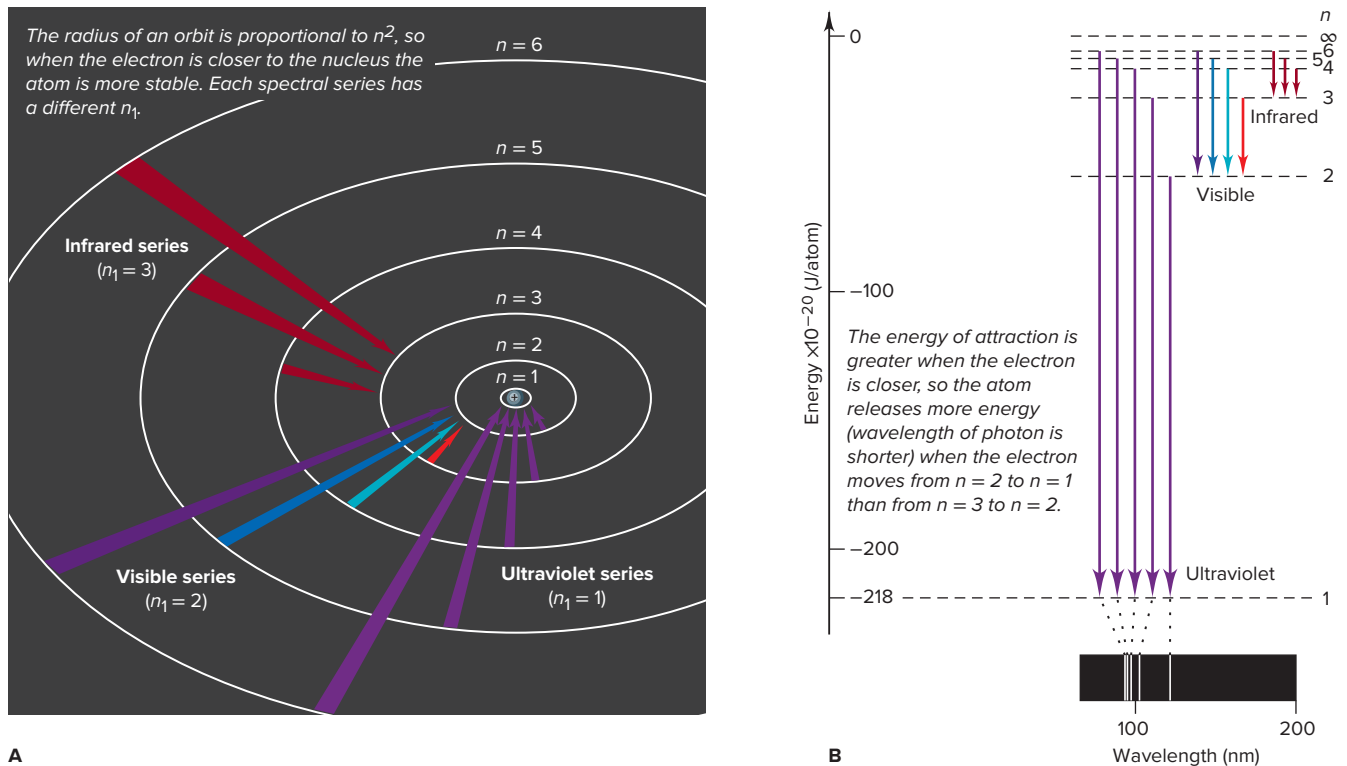 The radius of an orbit is proportional to n², so
when the electron is closer to the nucleus the
atom is more stable. Each spectral series has
a different n₁.
n = 6
n = 5
n = 4
n = 3
n = 2
n = 1
+
Infrared series
(n₁ = 3)
Visible series
(n₁ = 2)
Ultraviolet series
(n₁ = 1)
A
n
0
∞
6
5
4
3
Infrared
2
Visible
Energy ×10⁻²⁰ (J/atom)
−100
The energy of attraction is
greater when the electron
is closer, so the atom
releases more energy
(wavelength of photon is
shorter) when the electron
moves from n = 2 to n = 1
than from n = 3 to n = 2.
−200
Ultraviolet
−218
1
100
200
Wavelength (nm)
B